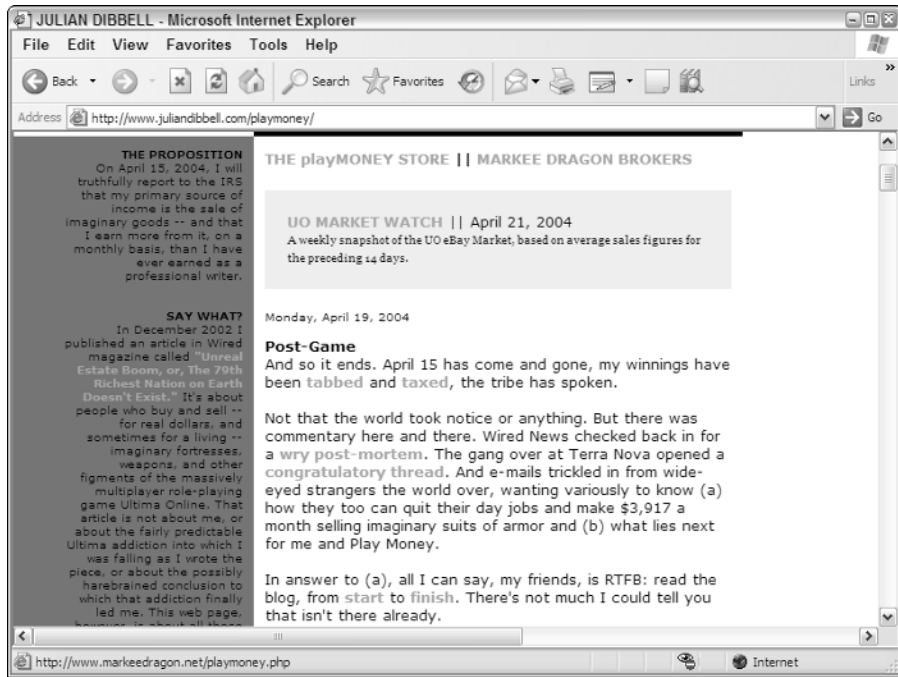 JULIAN DIBBELL - Microsoft Internet Explorer
File Edit View Favorites Tools Help
Back Search Favorites Links
Address http://www.juliandibbell.com/playmoney/ Go
THE PROPOSITION
On April 15, 2004, I will
truthfully report to the IRS
that my primary source of
income is the sale of
imaginary goods -- and that
I earn more from it, on a
monthly basis, than I have
ever earned as a
professional writer.
SAY WHAT?
In December 2002 I
published an article in Wired
magazine called "Unreal
Estate Boom, or, The 79th
Richest Nation on Earth
Doesn't Exist." It's about
people who buy and sell --
for real dollars, and
sometimes for a living --
imaginary fortresses,
weapons, and other
figments of the massively
multiplayer role-playing
game Ultima Online. That
article is not about me, or
about the fairly predictable
Ultima addiction into which I
was falling as I wrote the
piece, or about the possibly
harebrained conclusion to
which that addiction finally
led me. This web page,
however, is about all those
THE playMONEY STORE || MARKEE DRAGON BROKERS
UO MARKET WATCH || April 21, 2004
A weekly snapshot of the UO eBay Market, based on average sales figures for
the preceding 14 days.
Monday, April 19, 2004
Post-Game
And so it ends. April 15 has come and gone, my winnings have
been tabbed and taxed, the tribe has spoken.
Not that the world took notice or anything. But there was
commentary here and there. Wired News checked back in for
a wry post-mortem. The gang over at Terra Nova opened a
congratulatory thread. And e-mails trickled in from wide-
eyed strangers the world over, wanting variously to know (a)
how they too can quit their day jobs and make $3,917 a
month selling imaginary suits of armor and (b) what lies next
for me and Play Money.
In answer to (a), all I can say, my friends, is RTFB: read the
blog, from start to finish. There's not much I could tell you
that isn't there already.
http://www.markeedragon.net/playmoney.php Internet